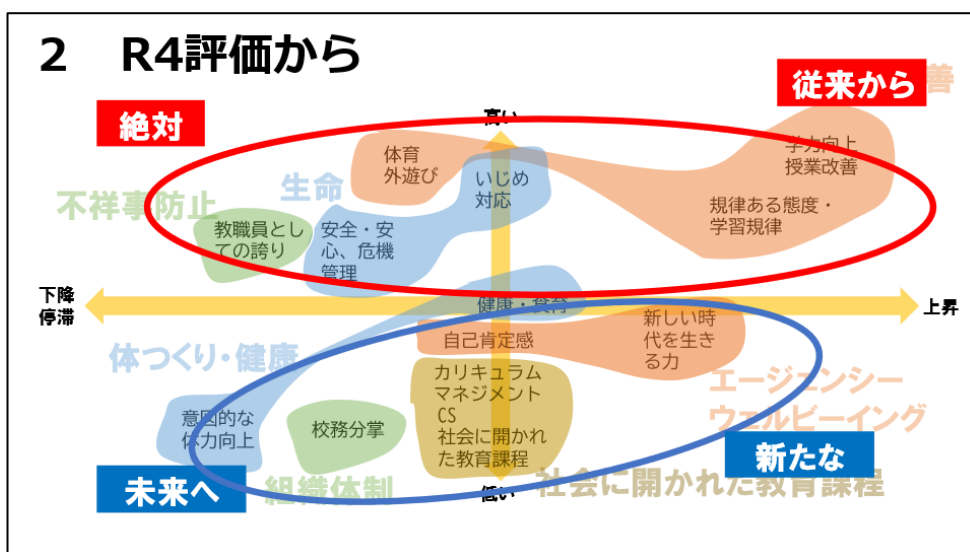 2 R4評価から
従来から
善
絶対
高い
体育
外遊び
学力向上
授業改善
生命
いじめ
対応
不祥事防止
規律ある態度・
学習規律
教職員とし
ての誇り
安全・安
心、危機
管理
下降
停滞
健康・食育
上昇
新しい時
代を生き
る力
自己肯定感
体つくり・健康
カリキュラム
マネジメント
CS
社会に開かれ
た教育課程
エージェンシー
ウェルビーイング
意図的な
体力向上
校務分掌
新たな
未来へ
組織体制
低い
社会に開かれた教育課程